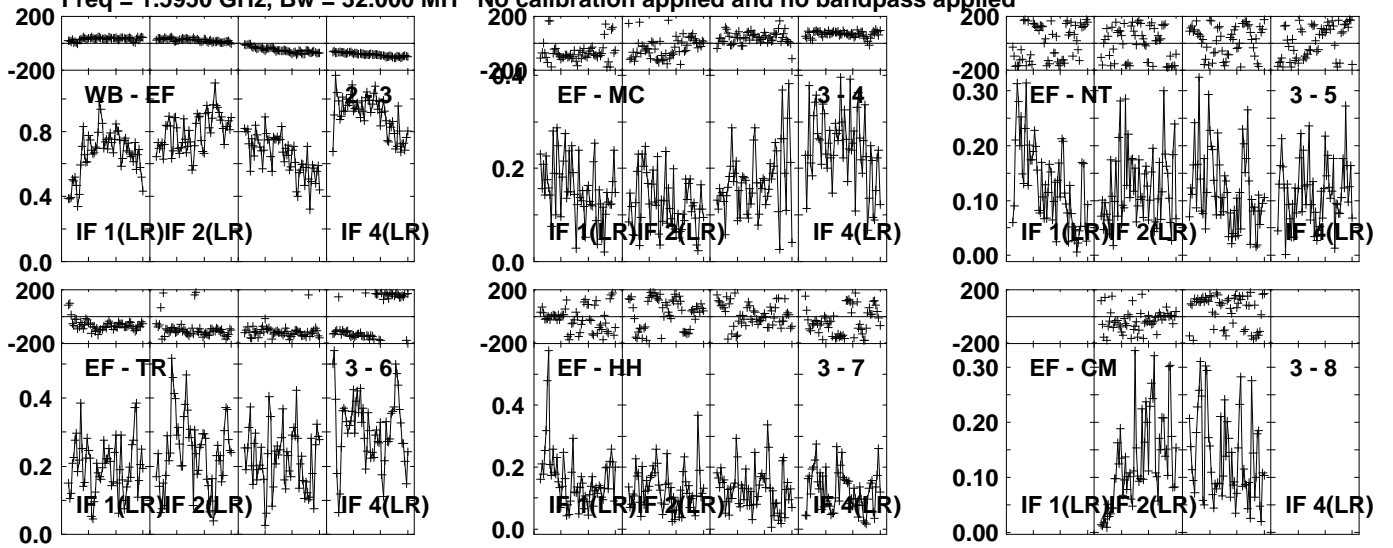 Freq = 1.5950 GHz, Bw = 32.000 MH No calibration applied and no bandpass applied
200
-200
WB - EF
2 - 3
0.8
0.4
0.0
IF 1(LR)
IF 2(LR)
IF 4(LR)
200
-200
0.4
EF - MC
3 - 4
0.2
0.0
IF 1(LR)
IF 2(LR)
IF 4(LR)
200
-200
0.30
EF - NT
3 - 5
0.20
0.10
0.00
IF 1(LR)
IF 2(LR)
IF 4(LR)
200
-200
EF - TR
3 - 6
0.4
0.2
0.0
IF 1(LR)
IF 2(LR)
IF 4(LR)
200
-200
EF - HH
3 - 7
0.4
0.2
0.0
IF 1(LR)
IF 2(LR)
IF 4(LR)
200
-200
0.30
EF - CM
3 - 8
0.20
0.10
0.00
IF 1(LR)
IF 2(LR)
IF 4(LR)